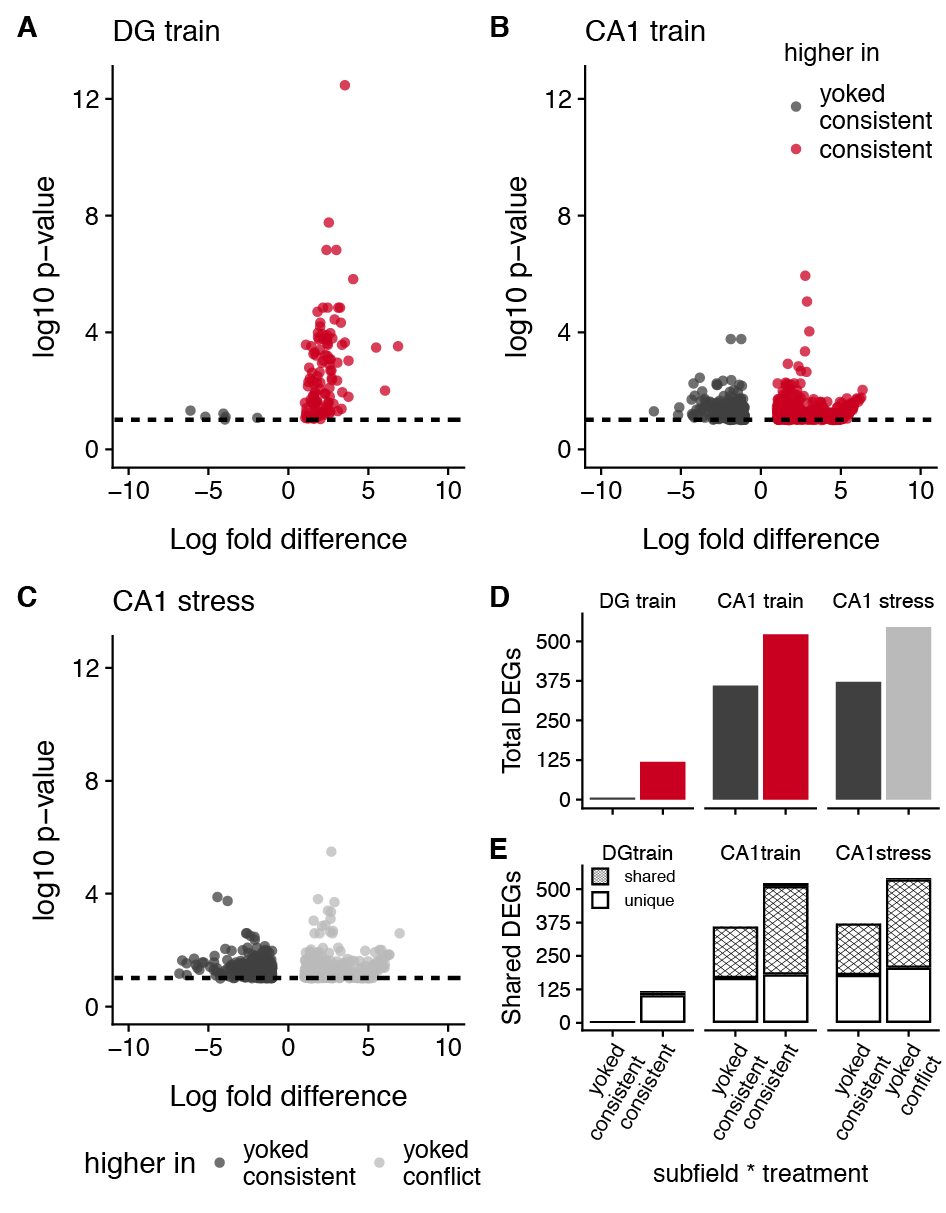 A
DG train
log10 p−value
12
8
4
0
−10
−5
0
5
10
Log fold difference
B
CA1 train
higher in
yoked
consistent
consistent
log10 p−value
12
8
4
0
−10
−5
0
5
10
Log fold difference
C
CA1 stress
log10 p−value
12
8
4
0
−10
−5
0
5
10
Log fold difference
higher in
yoked
consistent
yoked
conflict
D
DG train
CA1 train
CA1 stress
Total DEGs
500
375
250
125
0
E
DGtrain
CA1train
CA1stress
shared
unique
Shared DEGs
500
375
250
125
0
yoked
consistent
consistent
yoked
consistent
consistent
yoked
consistent
yoked
conflict
subfield * treatment